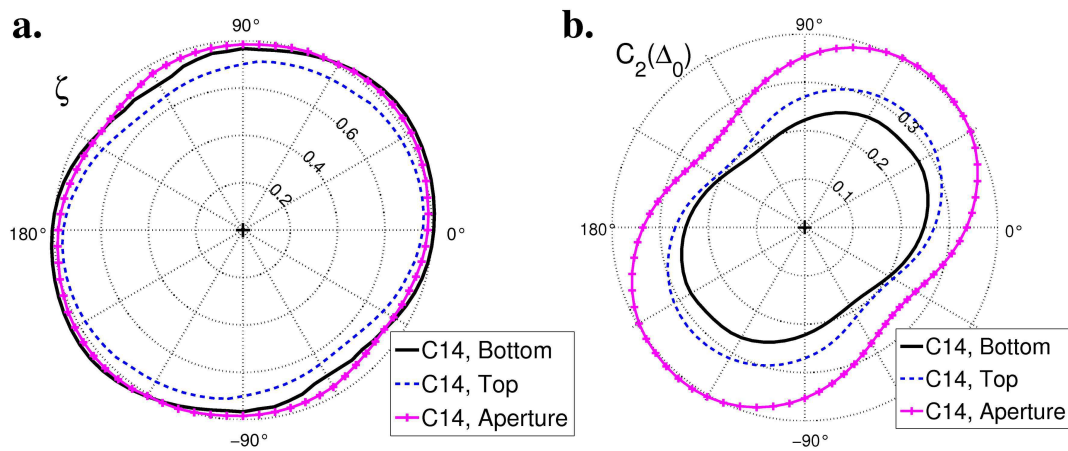 a.
ζ
90°
0.6
0.4
0.2
180°
0°
−90°
C14, Bottom
C14, Top
C14, Aperture
b.
C2(Δ0)
90°
0.3
0.2
0.1
180°
0°
−90°
C14, Bottom
C14, Top
C14, Aperture